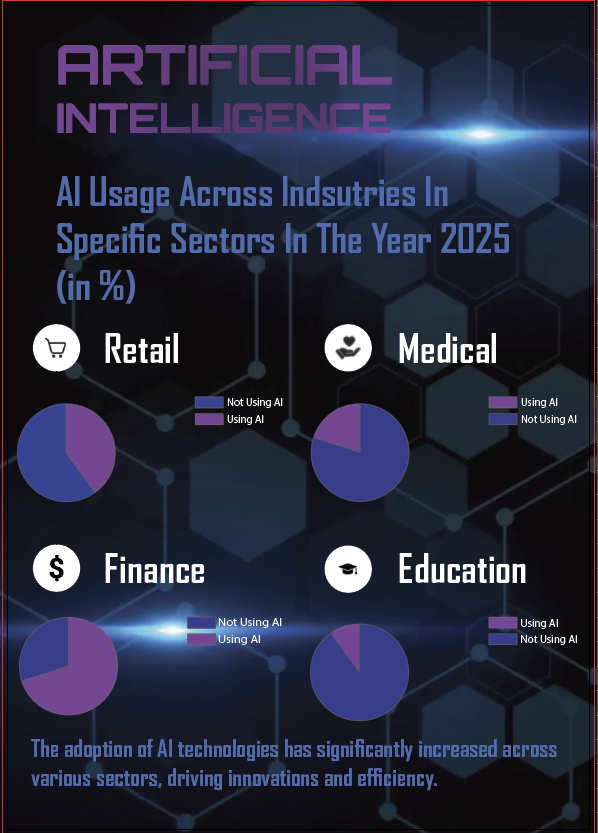 ARTIFICIAL
INTELLIGENCE
AI Usage Across Indsutries In
Specific Sectors In The Year 2025
(in %)
Retail
Not Using AI
Using AI
Medical
Using AI
Not Using AI
Finance
Not Using AI
Using AI
Education
Using AI
Not Using AI
The adoption of AI technologies has significantly increased across
various sectors, driving innovations and efficiency.